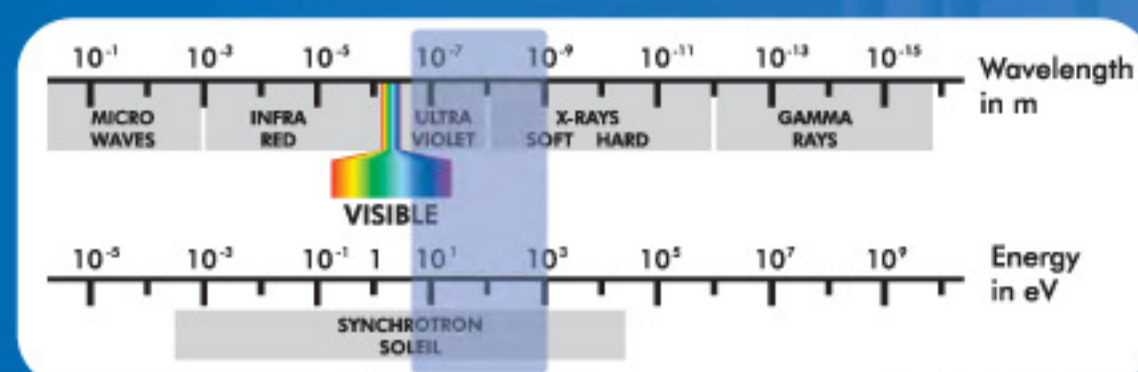 10⁻¹ 10⁻³ 10⁻⁵ 10⁻⁷ 10⁻⁹ 10⁻¹¹ 10⁻¹³ 10⁻¹⁵
Wavelength
in m
MICRO
WAVES
INFRA
RED
ULTRA
VIOLET
X-RAYS
SOFT HARD
GAMMA
RAYS
VISIBLE
10⁻⁵ 10⁻³ 10⁻¹ 1 10¹ 10³ 10⁵ 10⁷ 10⁹
Energy
in eV
SYNCHROTRON
SOLEIL